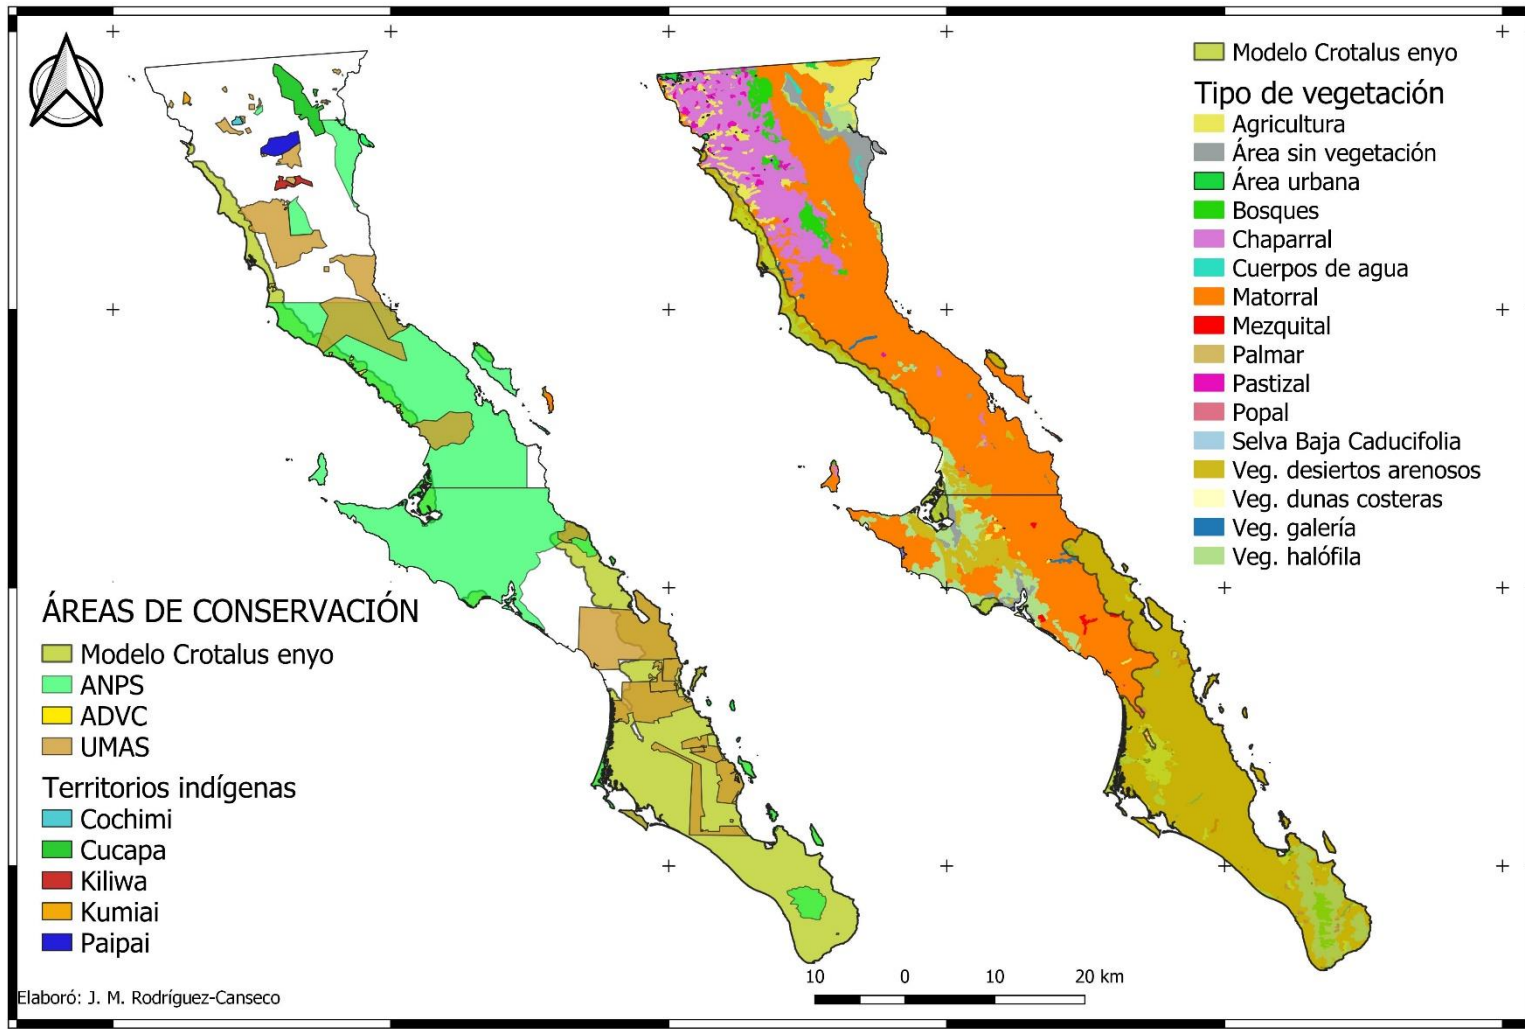 Modelo Crotalus enyo
Tipo de vegetación
Agricultura
Área sin vegetación
Área urbana
Bosques
Chaparral
Cuerpos de agua
Matorral
Mezquital
Palmar
Pastizal
Popal
Selva Baja Caducifolia
Veg. desiertos arenosos
Veg. dunas costeras
Veg. galería
Veg. halófila
ÁREAS DE CONSERVACIÓN
Modelo Crotalus enyo
ANPS
ADVC
UMAS
Territorios indígenas
Cochimi
Cucapa
Kiliwa
Kumiai
Paipai
10 0 10 20 km
Elaboró: J. M. Rodríguez-Canseco